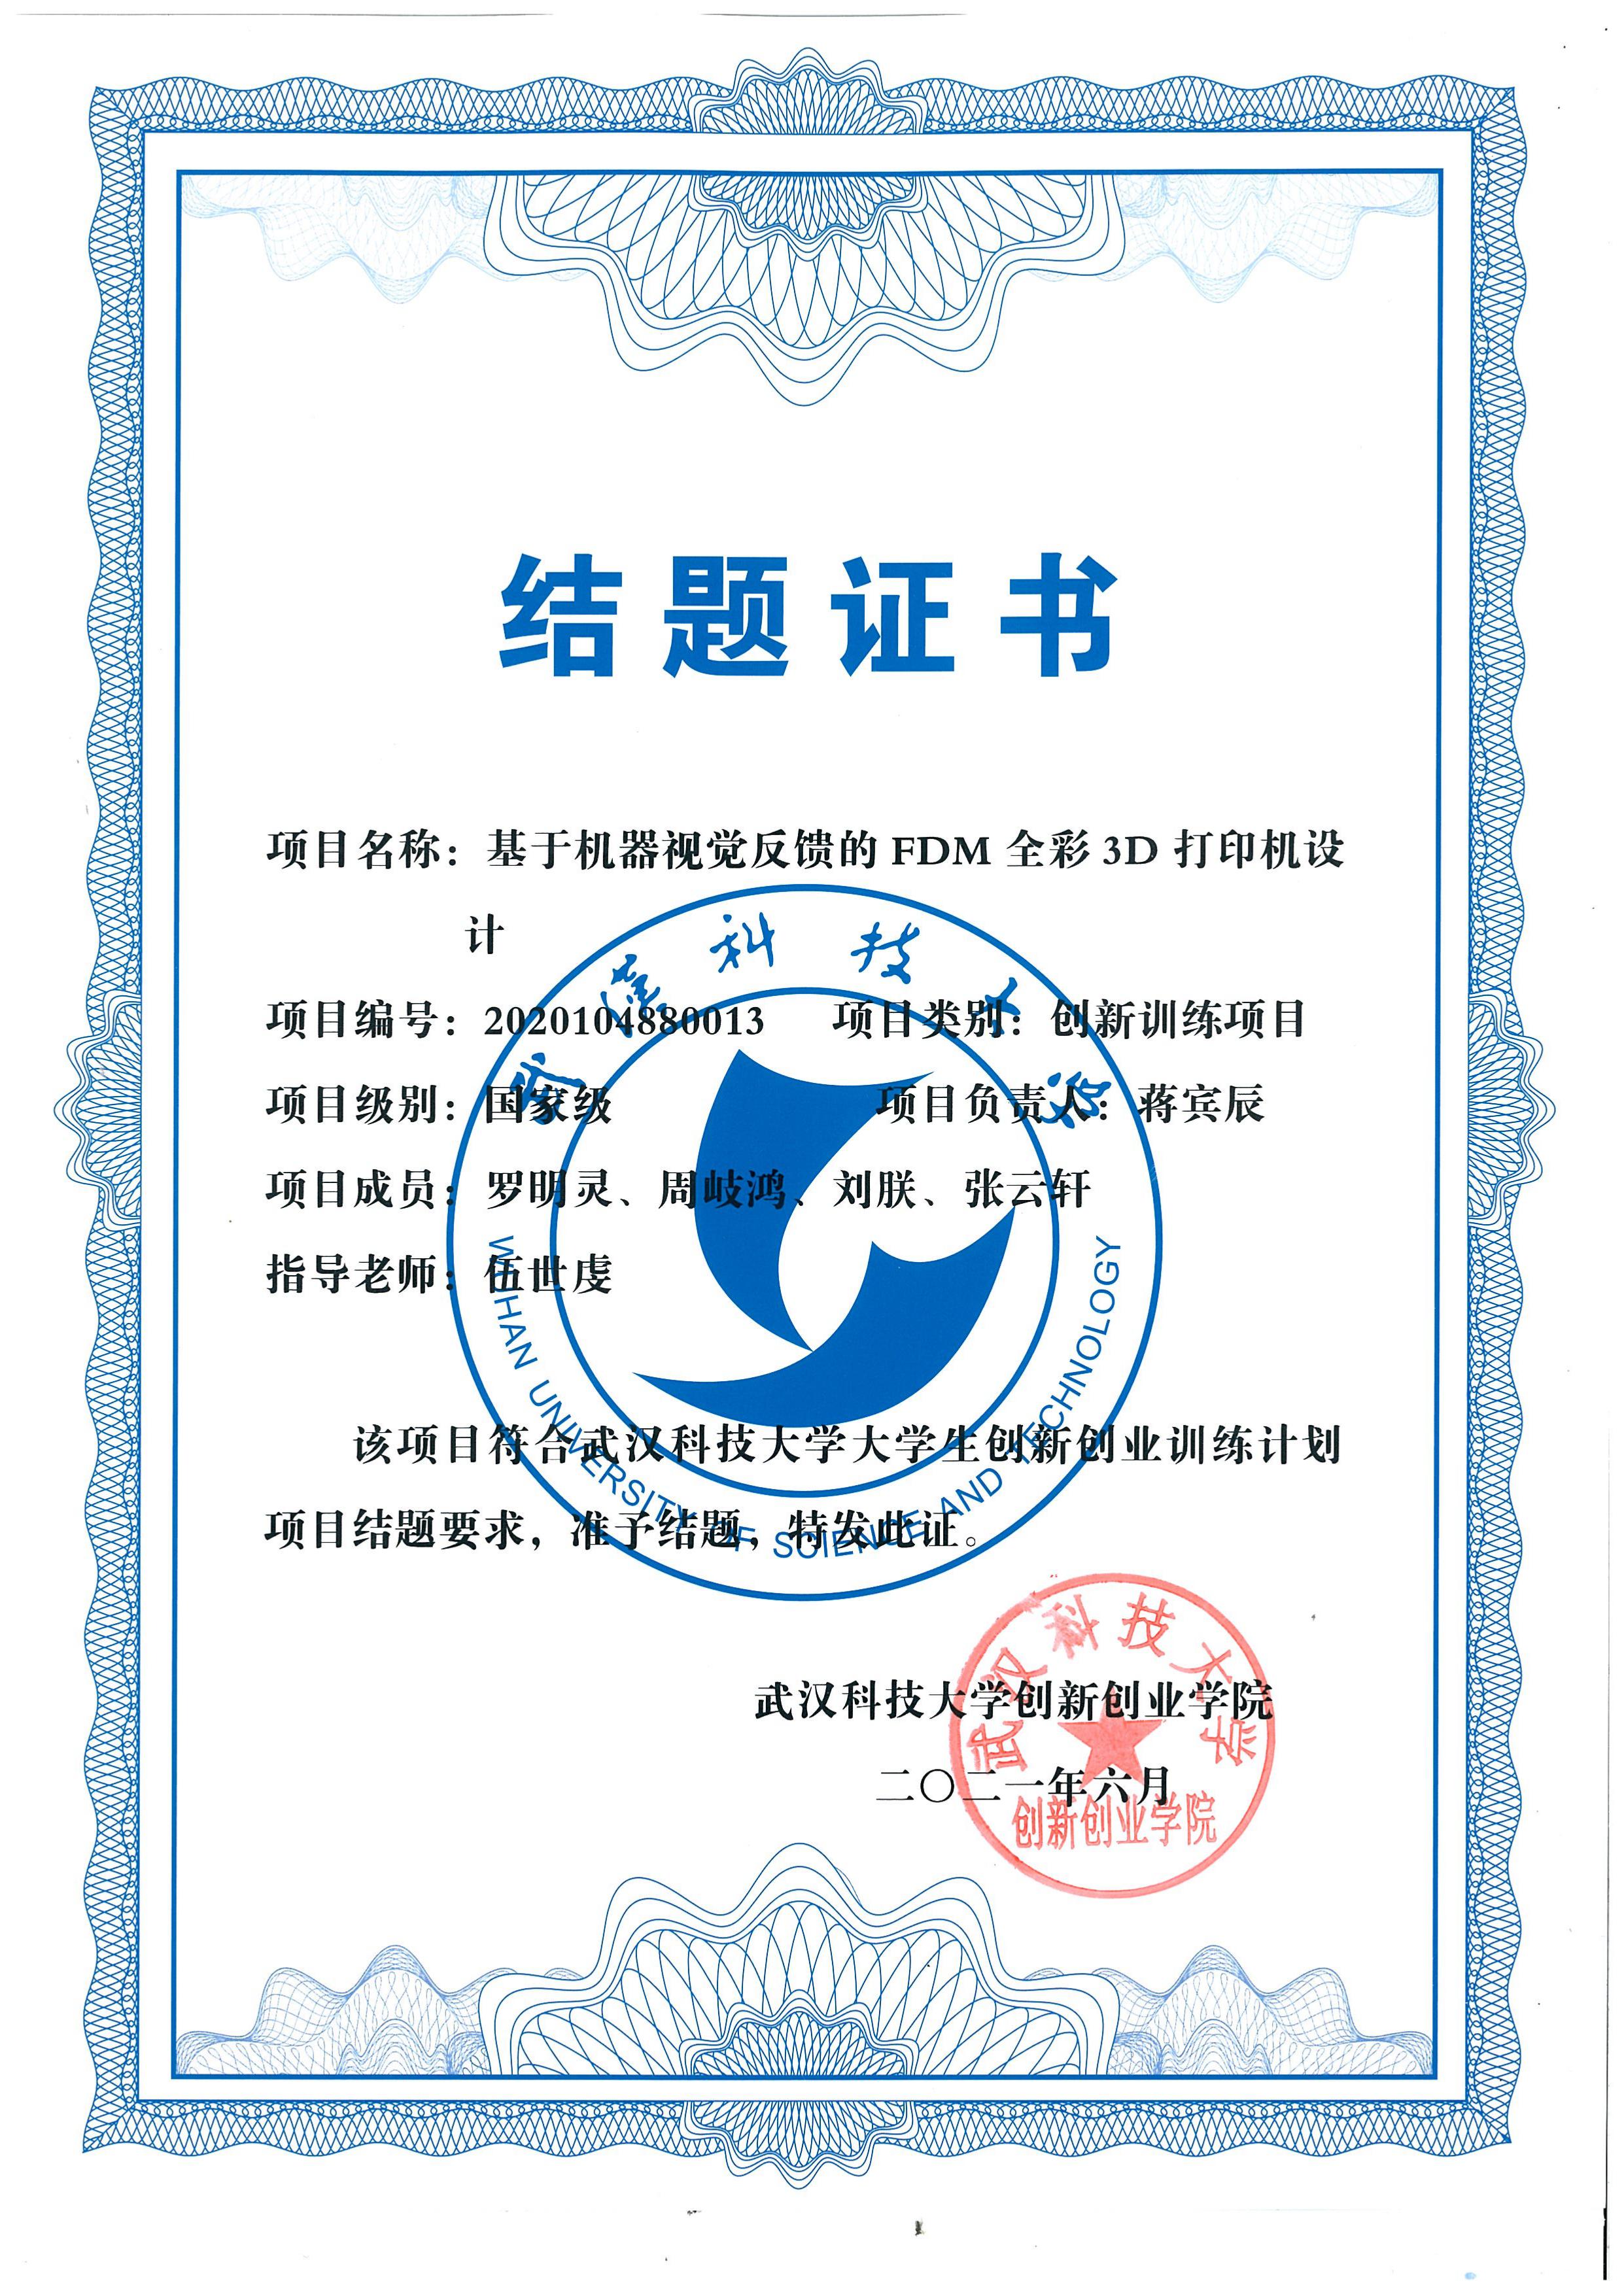 结题证书
项目名称：基于机器视觉反馈的 FDM 全彩 3D 打印机设
计
项目编号：2020104880013 项目类别：创新训练项目
项目级别：国家级 项目负责人：蒋宾辰
项目成员：罗明灵、周岐鸿、刘朕、张云轩
指导老师：伍世虔
该项目符合武汉科技大学大学生创新创业训练计划
项目结题要求，准予结题，特发此证。
武汉科技大学
WUHAN UNIVERSITY OF SCIENCE AND TECHNOLOGY
武汉科技大学创新创业学院
二〇二一年六月
武汉科技大学
创新创业学院